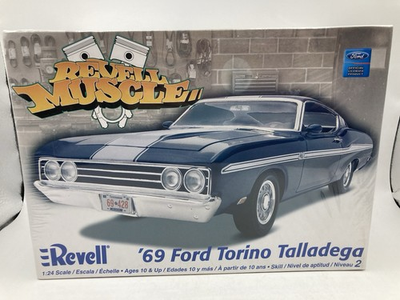 REVELL
MUSCLE
Ford
69★428
Revell
'69 Ford Torino Talladega
1:24 Scale / Escala / Échelle • Ages 10 & Up / Edades 10 y más / À partir de 10 ans • Skill / Nivel de aptitud / Niveau 2